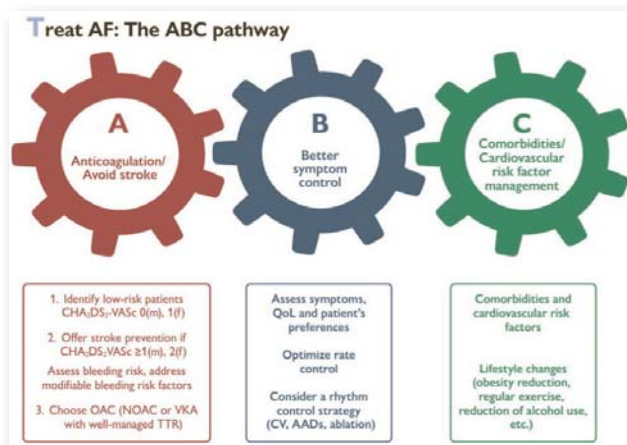 Treat AF: The ABC pathway
A
Anticoagulation/
Avoid stroke
B
Better
symptom
control
C
Comorbidities/
Cardiovascular
risk factor
management
1. Identify low-risk patients
CHA₂DS₂-VASc 0(m), 1(f)
2. Offer stroke prevention if
CHA₂DS₂VASc ≥1(m), 2(f)
Assess bleeding risk, address
modifiable bleeding risk factors
3. Choose OAC (NOAC or VKA
with well-managed TTR)
Assess symptoms,
QoL and patient's
preferences
Optimize rate
control
Consider a rhythm
control strategy
(CV, AADs, ablation)
Comorbidities and
cardiovascular risk
factors
Lifestyle changes
(obesity reduction,
regular exercise,
reduction of alcohol use,
etc.)